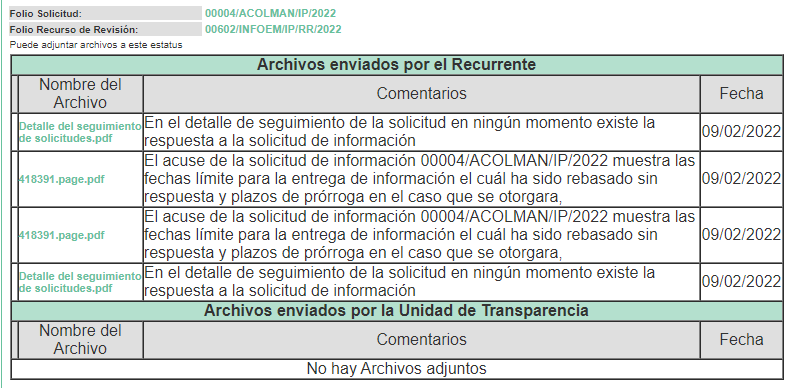 Folio Solicitud: 00004/ACOLMAN/IP/2022
Folio Recurso de Revisión: 00602/INFOEM/IP/RR/2022
Puede adjuntar archivos a este estatus
Archivos enviados por el Recurrente
Nombre del
Archivo
Comentarios
Fecha
Detalle del seguimiento
de solicitudes.pdf
En el detalle de seguimiento de la solicitud en ningún momento existe la
respuesta a la solicitud de información
09/02/2022
418391.page.pdf
El acuse de la solicitud de información 00004/ACOLMAN/IP/2022 muestra las
fechas límite para la entrega de información el cuál ha sido rebasado sin
respuesta y plazos de prórroga en el caso que se otorgara,
09/02/2022
418391.page.pdf
El acuse de la solicitud de información 00004/ACOLMAN/IP/2022 muestra las
fechas límite para la entrega de información el cuál ha sido rebasado sin
respuesta y plazos de prórroga en el caso que se otorgara,
09/02/2022
Detalle del seguimiento
de solicitudes.pdf
En el detalle de seguimiento de la solicitud en ningún momento existe la
respuesta a la solicitud de información
09/02/2022
Archivos enviados por la Unidad de Transparencia
Nombre del
Archivo
Comentarios
Fecha
No hay Archivos adjuntos